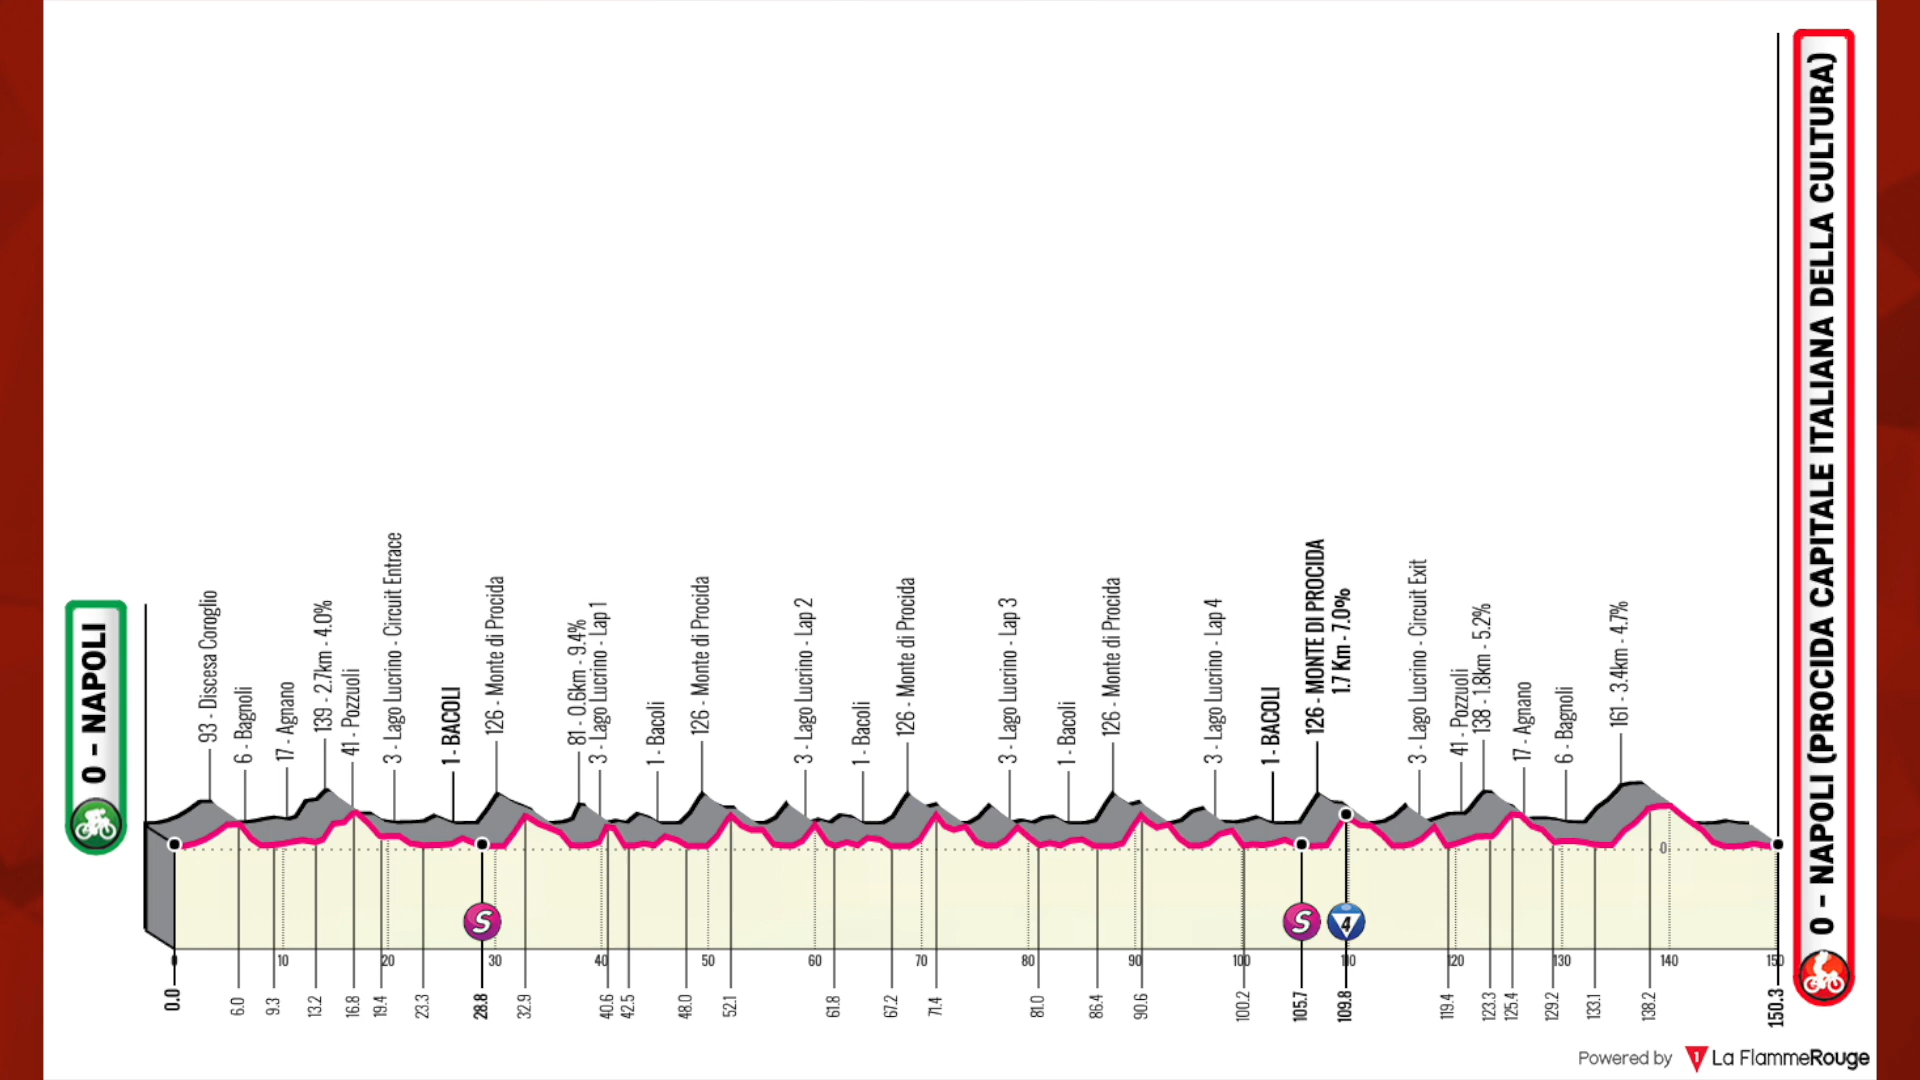 0 - NAPOLI
93 - Discesa Coroglio
6 - Bagnoli
17 - Agnano
139 - 2.7km - 4.0%
41 - Pozzuoli
3 - Lago Lucrino - Circuit Entrace
1 - BACOLI
126 - Monte di Procida
81 - 0.6km - 9.4%
3 - Lago Lucrino - Lap 1
1 - Bacoli
126 - Monte di Procida
3 - Lago Lucrino - Lap 2
1 - Bacoli
126 - Monte di Procida
3 - Lago Lucrino - Lap 3
1 - Bacoli
126 - Monte di Procida
3 - Lago Lucrino - Lap 4
1 - BACOLI
126 - MONTE DI PROCIDA
1.7 Km - 7.0%
3 - Lago Lucrino - Circuit Exit
41 - Pozzuoli
138 - 1.8km - 5.2%
17 - Agnano
6 - Bagnoli
161 - 3.4km - 4.7%
0 - NAPOLI (PROCIDA CAPITALE ITALIANA DELLA CULTURA)
0
S
S
4
0 10 20 30 40 50 60 70 80 90 100 110 120 130 140 150
0.0 6.0 9.3 13.2 16.8 19.4 23.3 28.8 32.9 40.6 42.5 48.0 52.1 61.8 67.2 71.4 81.0 86.4 90.6 100.2 105.7 109.8 119.4 123.3 125.4 129.2 133.1 138.2 150.3
Powered by 1 La FlammeRouge